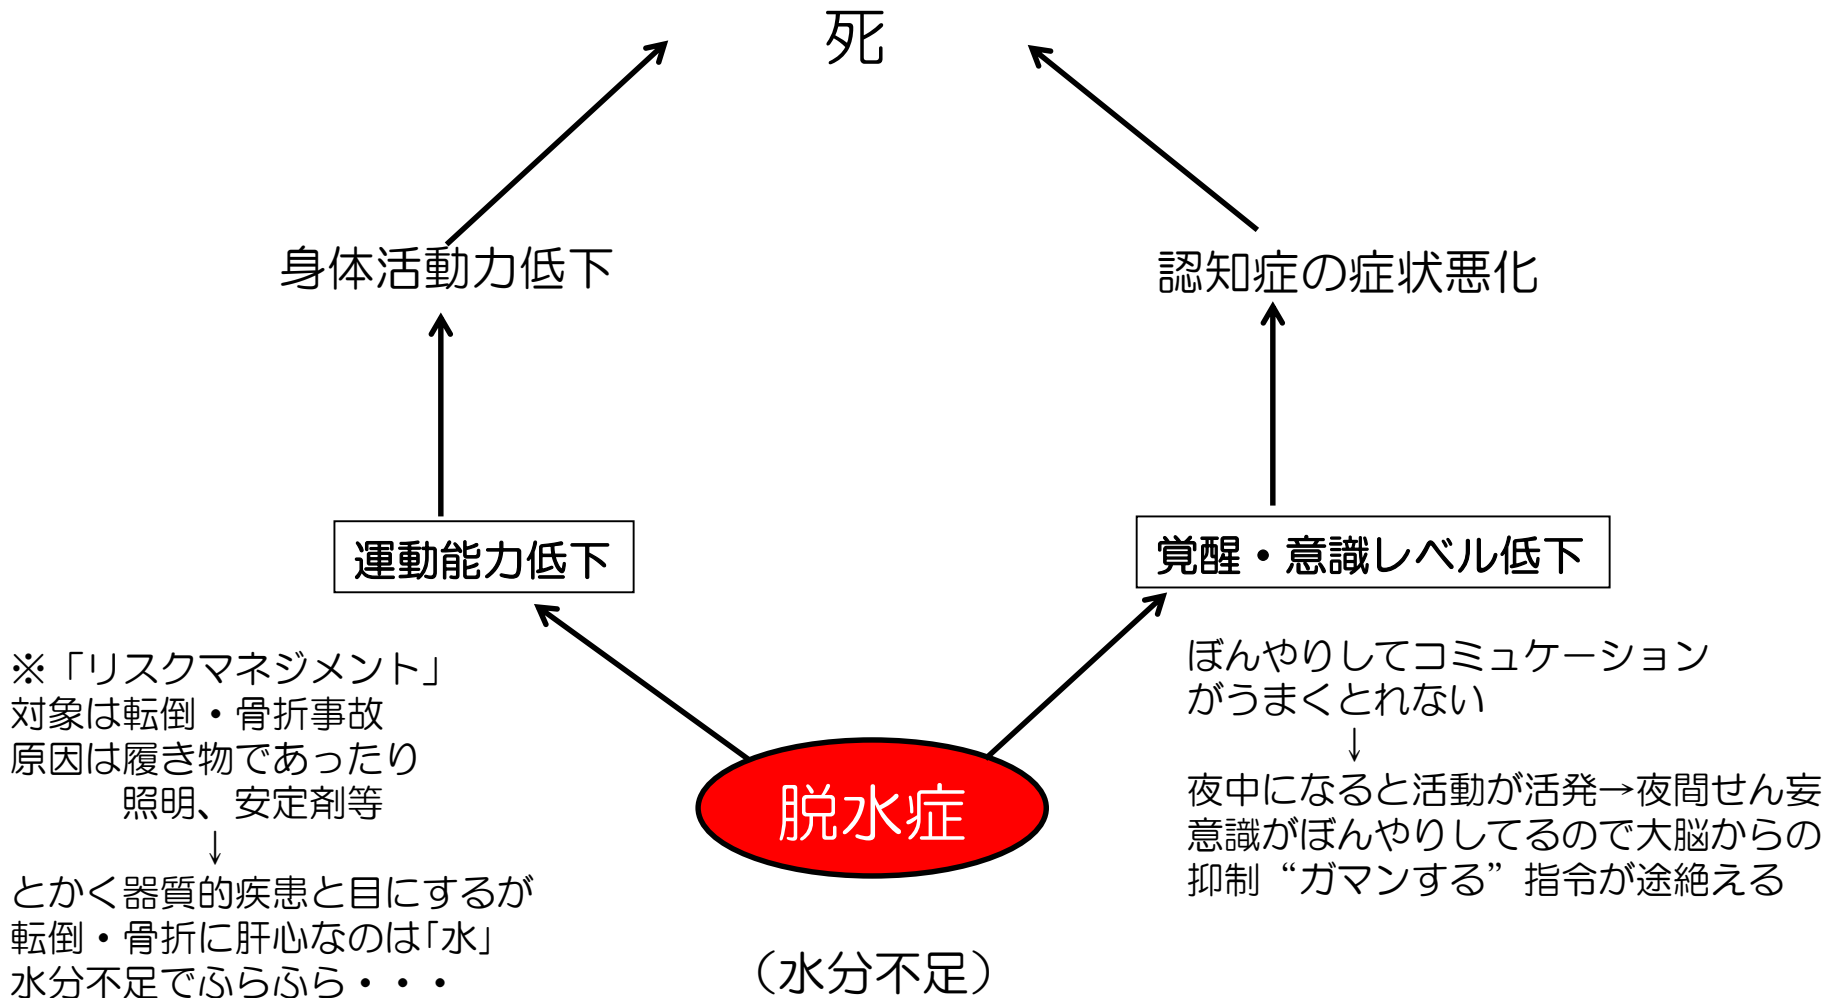 死
身体活動力低下
認知症の症状悪化
運動能力低下
覚醒・意識レベル低下
※「リスクマネジメント」
対象は転倒・骨折事故
原因は履き物であったり
照明、安定剤等
↓
とかく器質的疾患と目にするが
転倒・骨折に肝心なのは「水」
水分不足でふらふら・・・
脱水症
（水分不足）
ぼんやりしてコミュケーション
がうまくとれない
↓
夜中になると活動が活発→夜間せん妄
意識がぼんやりしてるので大脳からの
抑制“ガマンする”指令が途絶える